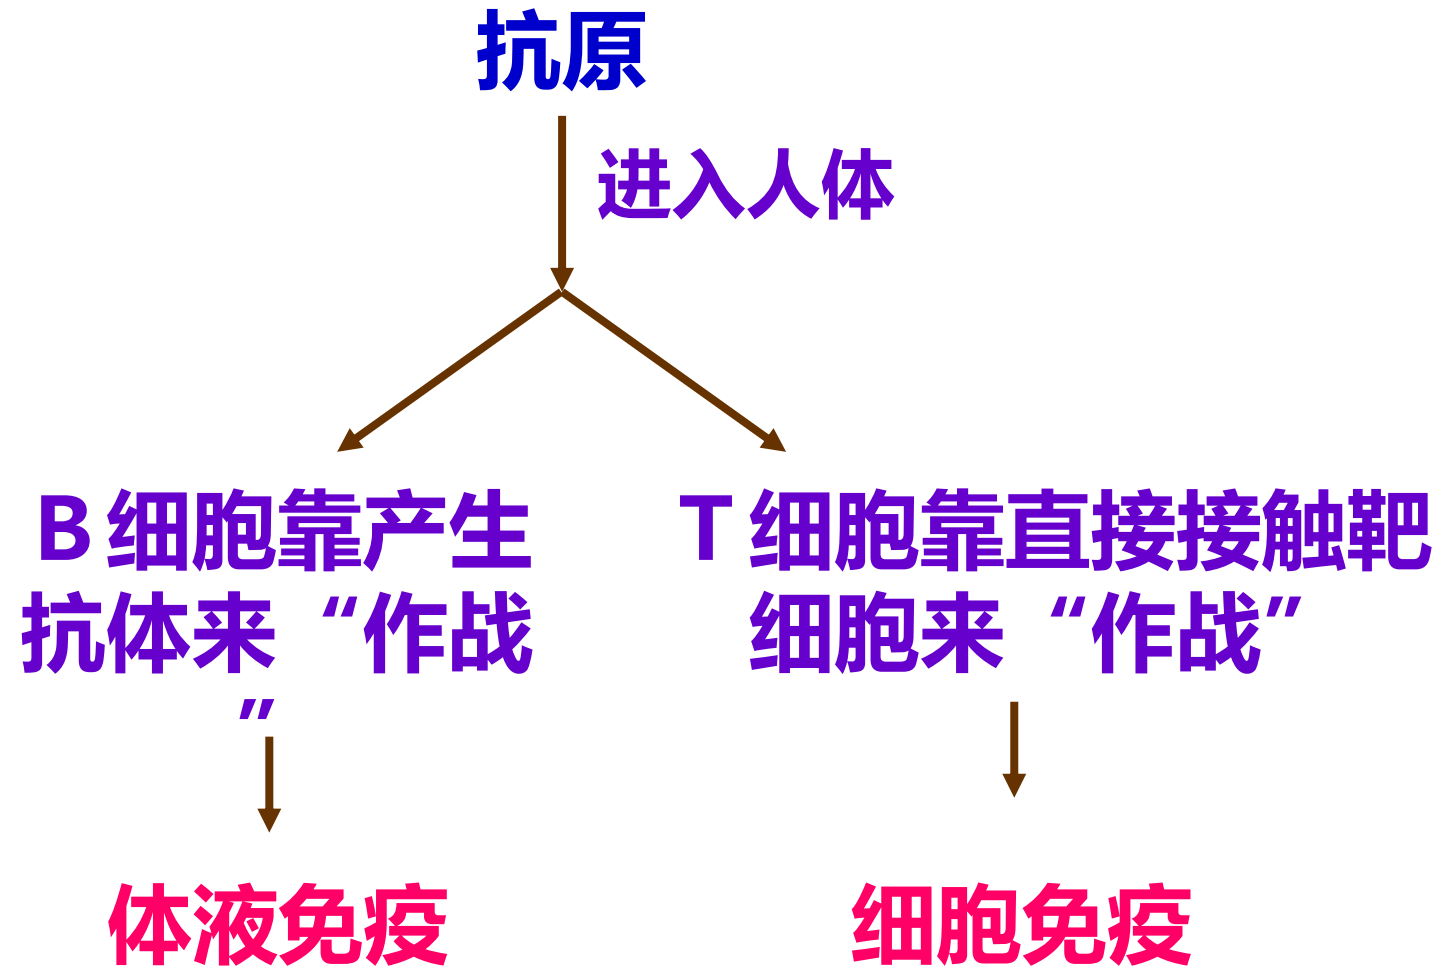 抗原
进入人体
B细胞靠产生
抗体来“作战
”
T细胞靠直接接触靶
细胞来“作战”
体液免疫
细胞免疫